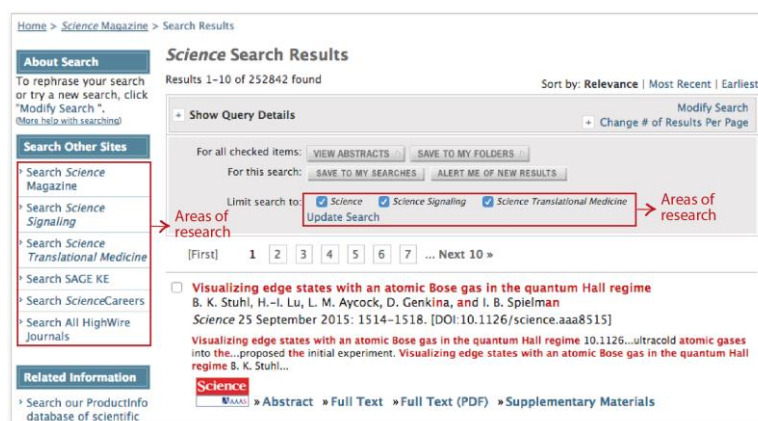 Home > Science Magazine > Search Results
About Search
To rephrase your search
or try a new search, click
"Modify Search ".
(More help with searching)
Search Other Sites
Search Science
Magazine
Search Science
Signaling
Search Science
Translational Medicine
Search SAGE KE
Search ScienceCareers
Search All HighWire
Journals
Related Information
Search our ProductInfo
database of scientific
Areas of
research
Science Search Results
Results 1-10 of 252842 found
Sort by: Relevance | Most Recent | Earliest
+ Show Query Details
Modify Search
+ Change # of Results Per Page
For all checked items: VIEW ABSTRACTS SAVE TO MY FOLDERS
For this search: SAVE TO MY SEARCHES ALERT ME OF NEW RESULTS
Limit search to: Science Science Signaling Science Translational Medicine
Update Search
Areas of
research
[First] 1 2 3 4 5 6 7 ... Next 10 »
Visualizing edge states with an atomic Bose gas in the quantum Hall regime
B. K. Stuhl, H.-I. Lu, L. M. Aycock, D. Genkina, and I. B. Spielman
Science 25 September 2015: 1514-1518. [DOI:10.1126/science.aaa8515]
Visualizing edge states with an atomic Bose gas in the quantum Hall regime 10.1126...ultracold atomic gases
into the...proposed the initial experiment. Visualizing edge states with an atomic Bose gas in the quantum Hall
regime B. K. Stuhl...
Science
AAAS
» Abstract » Full Text » Full Text (PDF) » Supplementary Materials